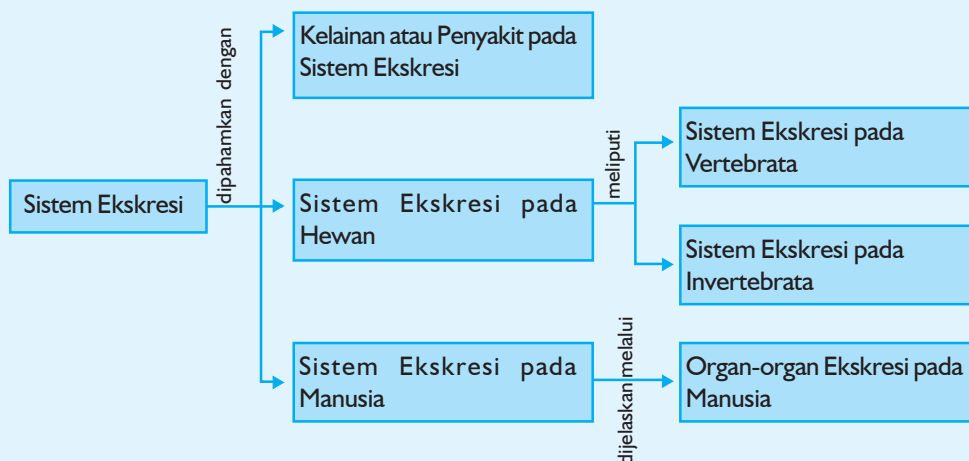 Sistem Ekskresi
dipahamkan dengan
Kelainan atau Penyakit pada
Sistem Ekskresi
Sistem Ekskresi pada
Hewan
meliputi
Sistem Ekskresi pada
Vertebrata
Sistem Ekskresi pada
Invertebrata
Sistem Ekskresi pada
Manusia
dijelaskan melalui
Organ-organ Ekskresi pada
Manusia